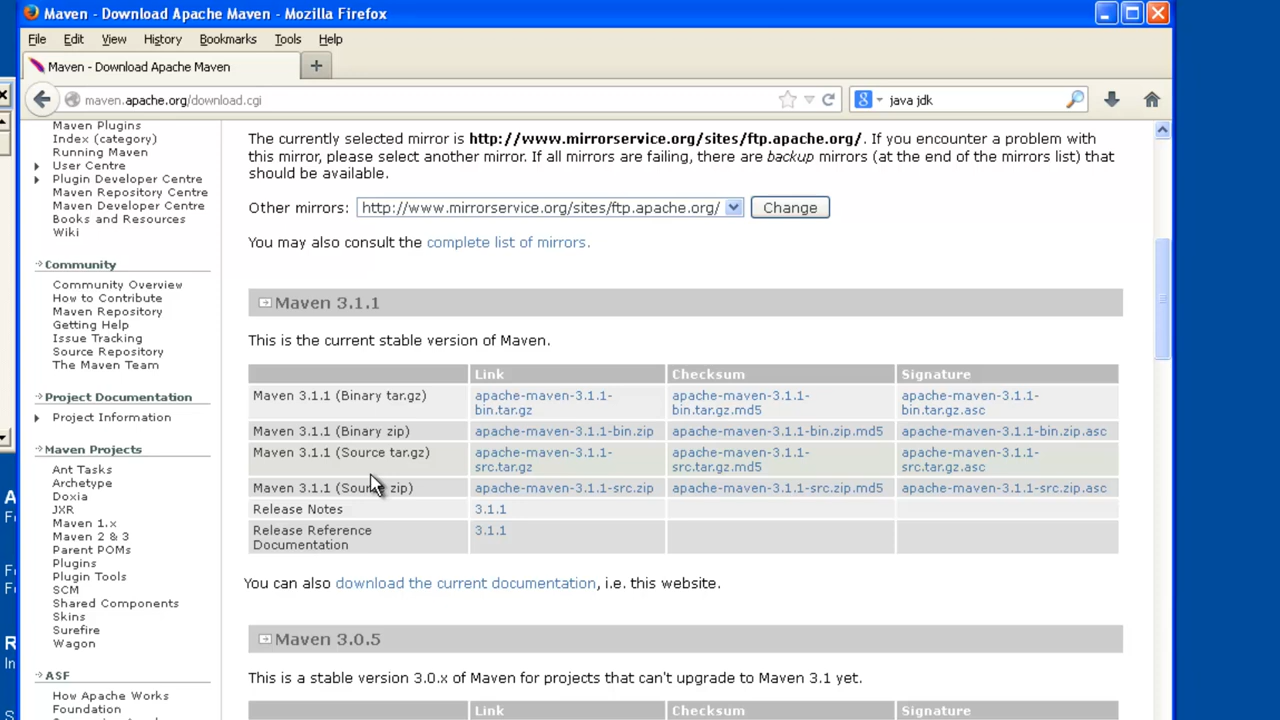 Maven - Download Apache Maven - Mozilla Firefox
File Edit View History Bookmarks Tools Help
Maven - Download Apache Maven
maven.apache.org/download.cgi
java jdk
Maven Plugins
Index (category)
Running Maven
User Centre
Plugin Developer Centre
Maven Repository Centre
Maven Developer Centre
Books and Resources
Wiki
Community
Community Overview
How to Contribute
Maven Repository
Getting Help
Issue Tracking
Source Repository
The Maven Team
Project Documentation
Project Information
Maven Projects
Ant Tasks
Archetype
Doxia
JXR
Maven 1.x
Maven 2 & 3
Parent POMs
Plugins
Plugin Tools
SCM
Shared Components
Skins
Surefire
Wagon
ASF
How Apache Works
Foundation
The currently selected mirror is http://www.mirrorservice.org/sites/ftp.apache.org/. If you encounter a problem with
this mirror, please select another mirror. If all mirrors are failing, there are backup mirrors (at the end of the mirrors list) that
should be available.
Other mirrors: http://www.mirrorservice.org/sites/ftp.apache.org/ Change
You may also consult the complete list of mirrors.
Maven 3.1.1
This is the current stable version of Maven.
Link Checksum Signature
Maven 3.1.1 (Binary tar.gz) apache-maven-3.1.1- apache-maven-3.1.1- apache-maven-3.1.1-
bin.tar.gz bin.tar.gz.md5 bin.tar.gz.asc
Maven 3.1.1 (Binary zip) apache-maven-3.1.1-bin.zip apache-maven-3.1.1-bin.zip.md5 apache-maven-3.1.1-bin.zip.asc
Maven 3.1.1 (Source tar.gz) apache-maven-3.1.1- apache-maven-3.1.1- apache-maven-3.1.1-
src.tar.gz src.tar.gz.md5 src.tar.gz.asc
Maven 3.1.1 (Source zip) apache-maven-3.1.1-src.zip apache-maven-3.1.1-src.zip.md5 apache-maven-3.1.1-src.zip.asc
Release Notes 3.1.1
Release Reference 3.1.1
Documentation
You can also download the current documentation, i.e. this website.
Maven 3.0.5
This is a stable version 3.0.x of Maven for projects that can't upgrade to Maven 3.1 yet.
Link Checksum Signature